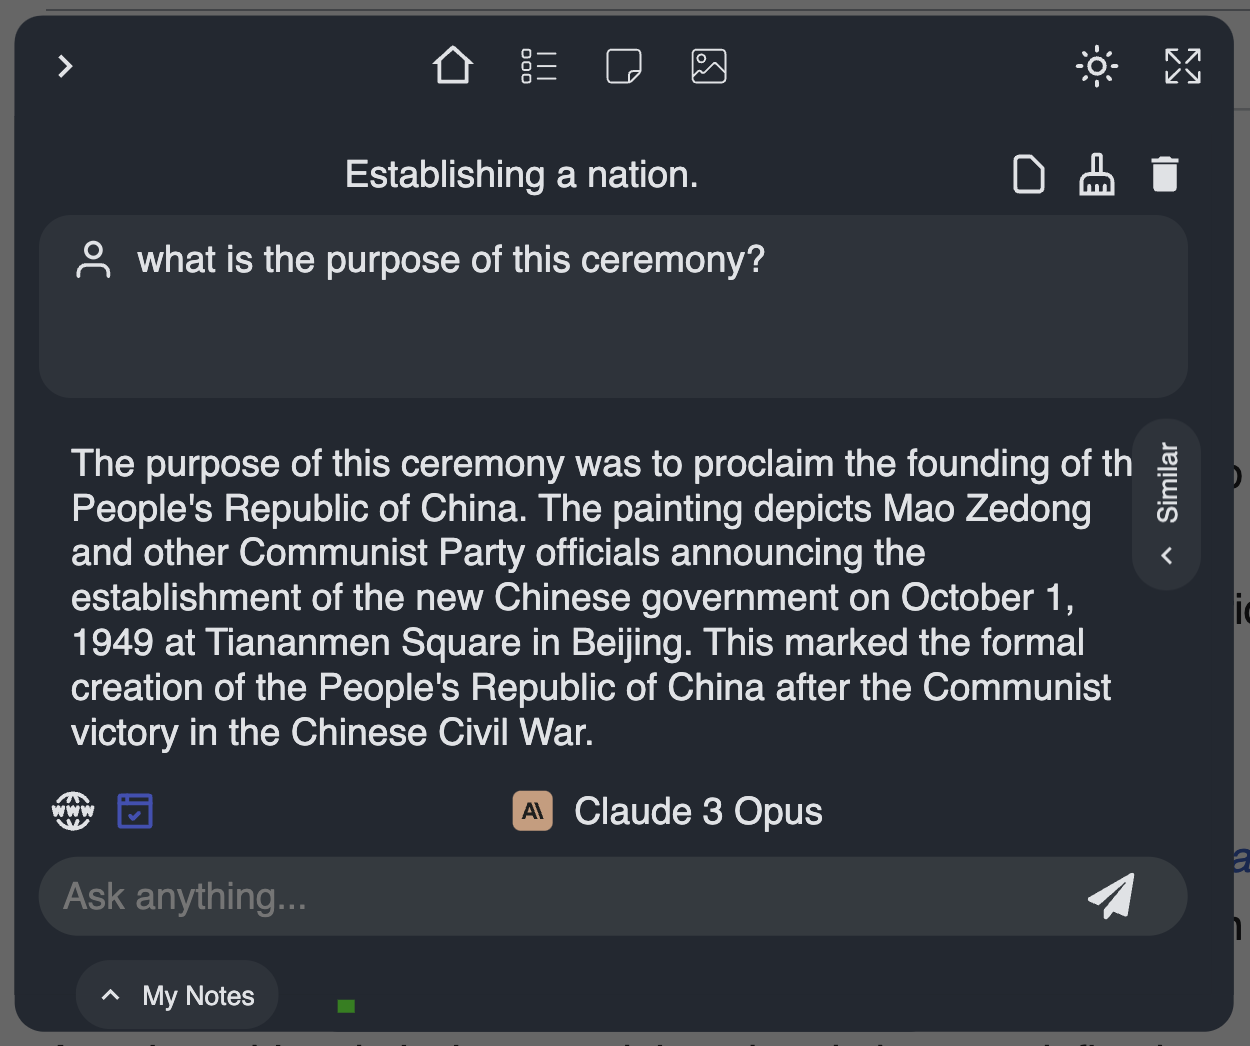 Establishing a nation.
what is the purpose of this ceremony?
The purpose of this ceremony was to proclaim the founding of th
People's Republic of China. The painting depicts Mao Zedong
and other Communist Party officials announcing the
establishment of the new Chinese government on October 1,
1949 at Tiananmen Square in Beijing. This marked the formal
creation of the People's Republic of China after the Communist
victory in the Chinese Civil War.
Similar
www
A\ Claude 3 Opus
Ask anything...
My Notes